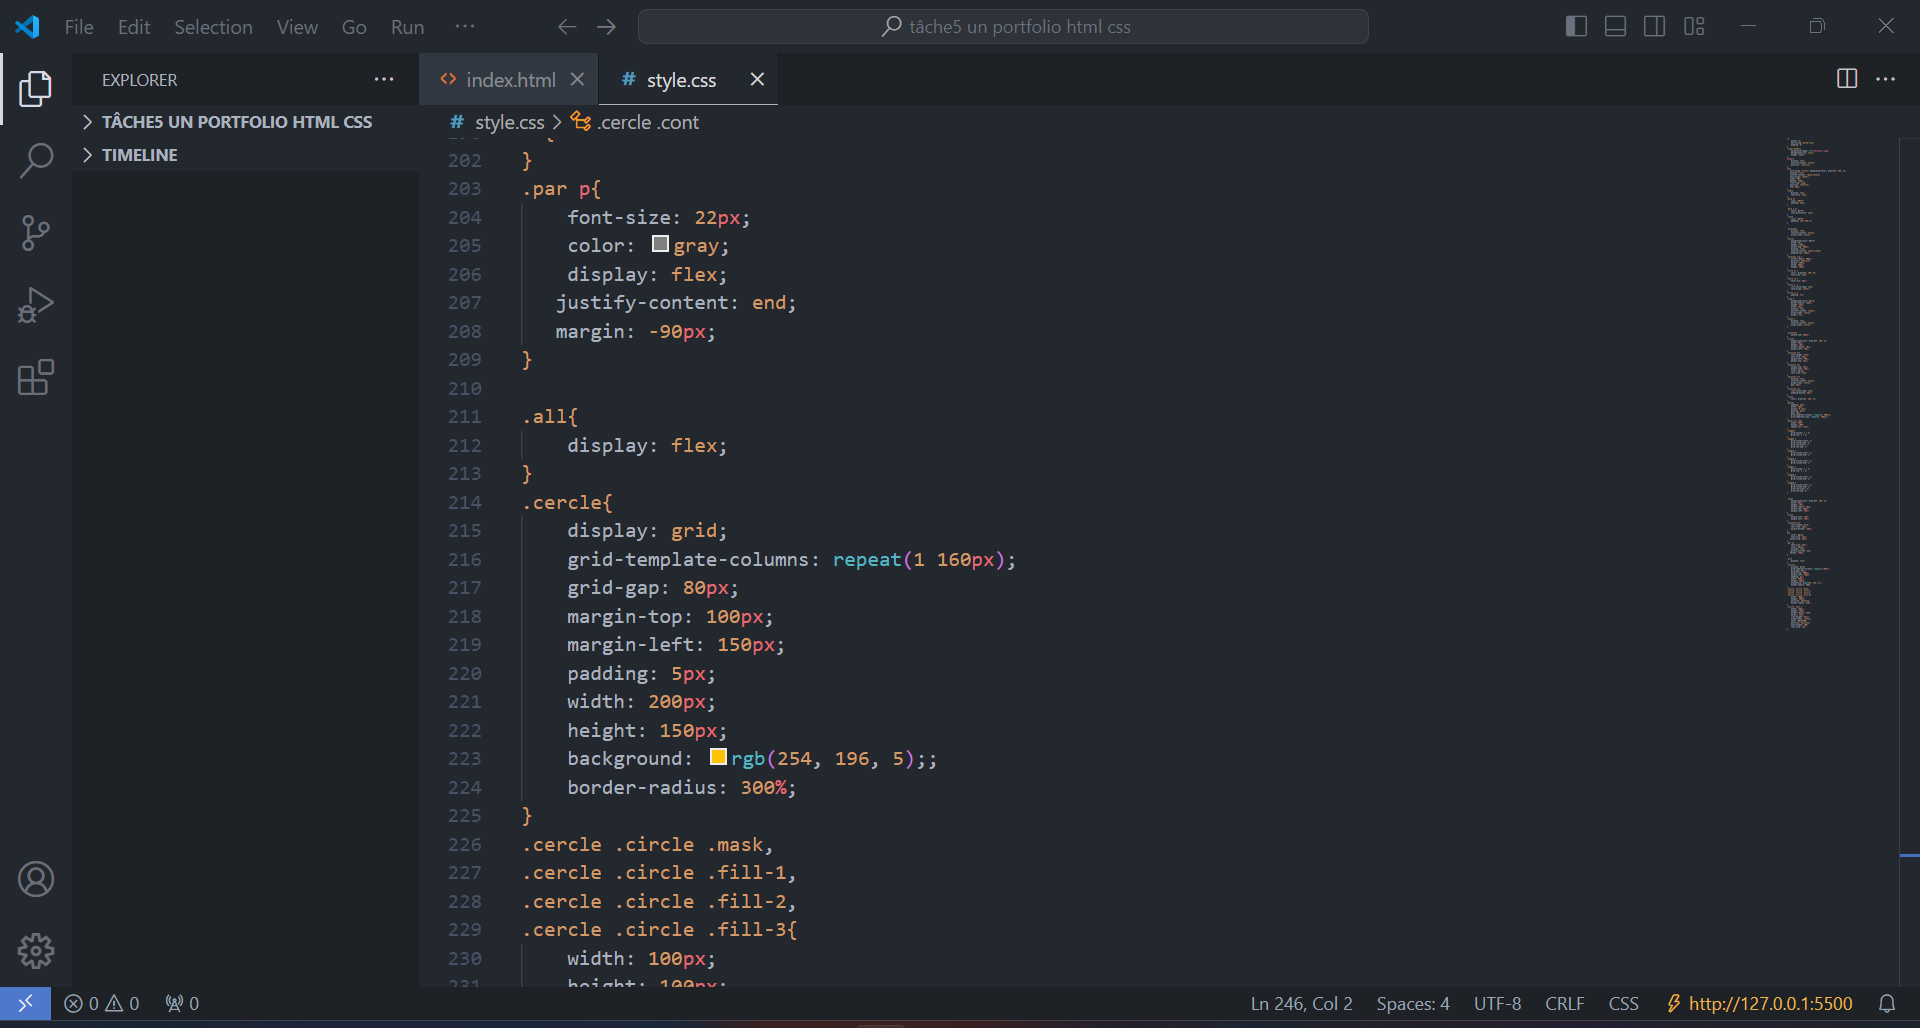 File Edit Selection View Go Run ··· tâche5 un portfolio html css
EXPLORER ···
TÂCHE5 UN PORTFOLIO HTML CSS
TIMELINE
<> index.html # style.css ···
# style.css > .cercle .cont
202 }
203 .par p{
204 font-size: 22px;
205 color: gray;
206 display: flex;
207 justify-content: end;
208 margin: -90px;
209 }
210
211 .all{
212 display: flex;
213 }
214 .cercle{
215 display: grid;
216 grid-template-columns: repeat(1 160px);
217 grid-gap: 80px;
218 margin-top: 100px;
219 margin-left: 150px;
220 padding: 5px;
221 width: 200px;
222 height: 150px;
223 background: rgb(254, 196, 5);;
224 border-radius: 300%;
225 }
226 .cercle .circle .mask,
227 .cercle .circle .fill-1,
228 .cercle .circle .fill-2,
229 .cercle .circle .fill-3{
230 width: 100px;
231 height: 100px;
0 0 0 Ln 246, Col 2 Spaces: 4 UTF-8 CRLF CSS http://127.0.0.1:5500